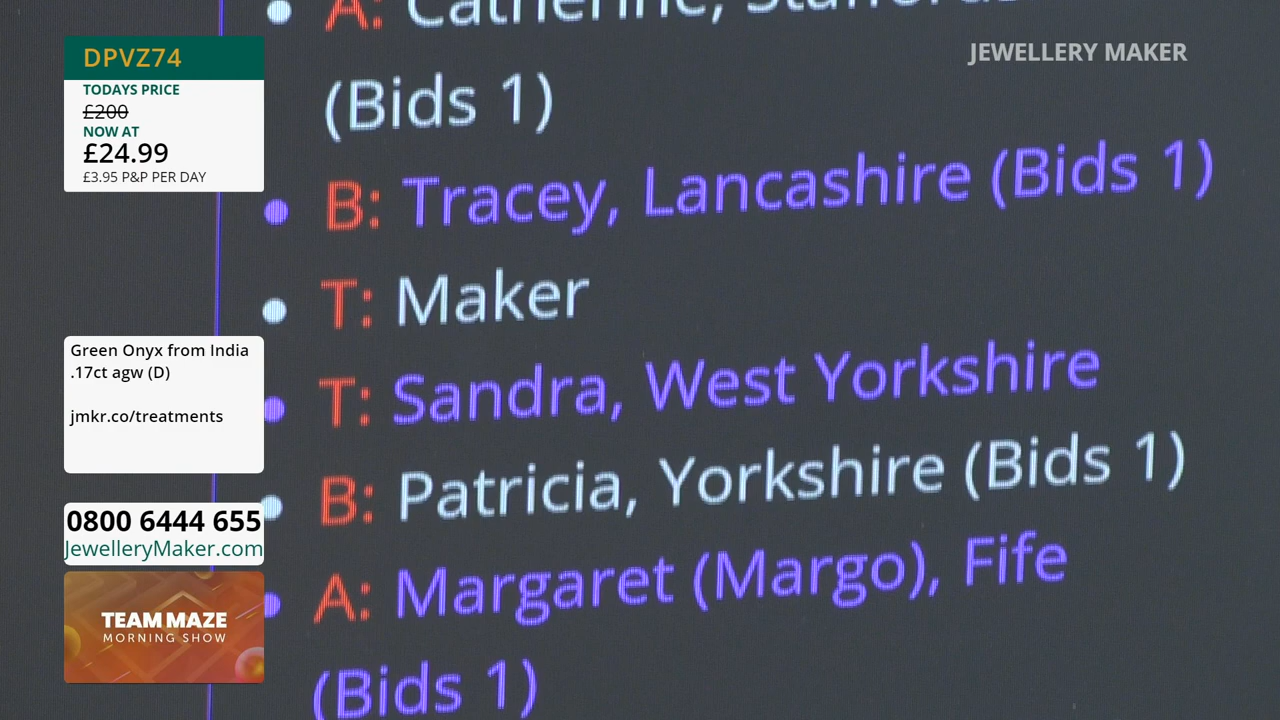 DPVZ74
TODAYS PRICE
£200
NOW AT
£24.99
£3.95 P&P PER DAY
Green Onyx from India
.17ct agw (D)
jmkr.co/treatments
0800 6444 655
JewelleryMaker.com
TEAM MAZE
MORNING SHOW
JEWELLERY MAKER
A: Catherine,
(Bids 1)
B: Tracey, Lancashire (Bids 1)
T: Maker
T: Sandra, West Yorkshire
B: Patricia, Yorkshire (Bids 1)
A: Margaret (Margo), Fife
(Bids 1)